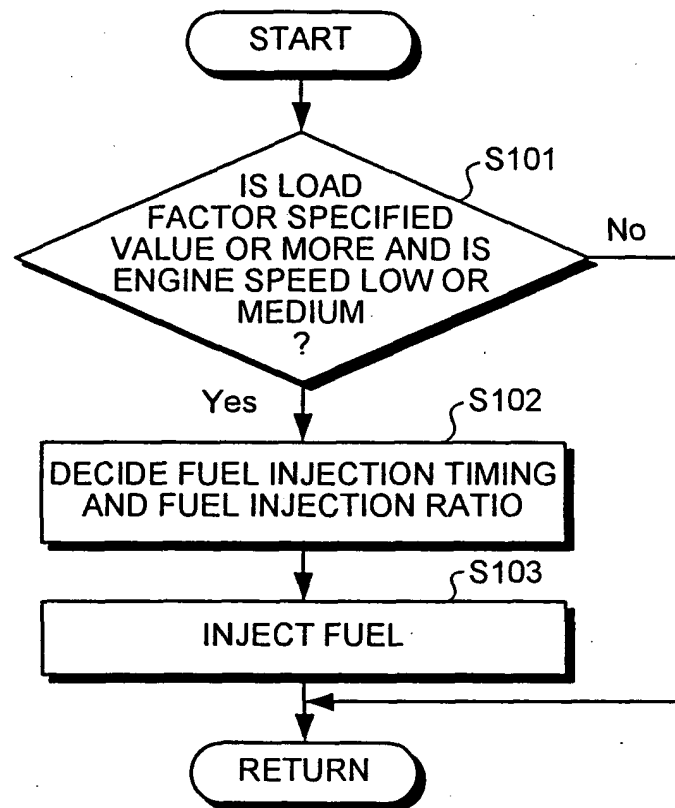 START
S101
IS LOAD
FACTOR SPECIFIED
VALUE OR MORE AND IS
ENGINE SPEED LOW OR
MEDIUM
?
No
Yes
S102
DECIDE FUEL INJECTION TIMING
AND FUEL INJECTION RATIO
S103
INJECT FUEL
RETURN